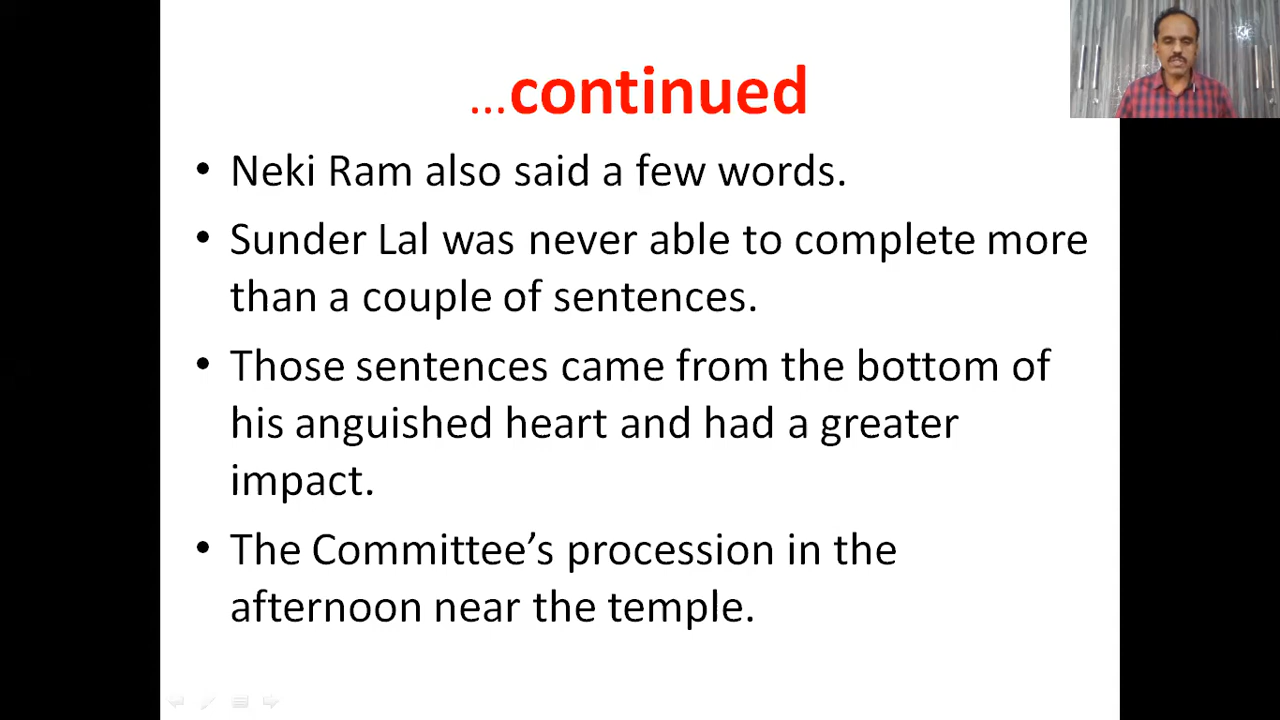 ...continued
• Neki Ram also said a few words.
• Sunder Lal was never able to complete more
than a couple of sentences.
• Those sentences came from the bottom of
his anguished heart and had a greater
impact.
• The Committee’s procession in the
afternoon near the temple.